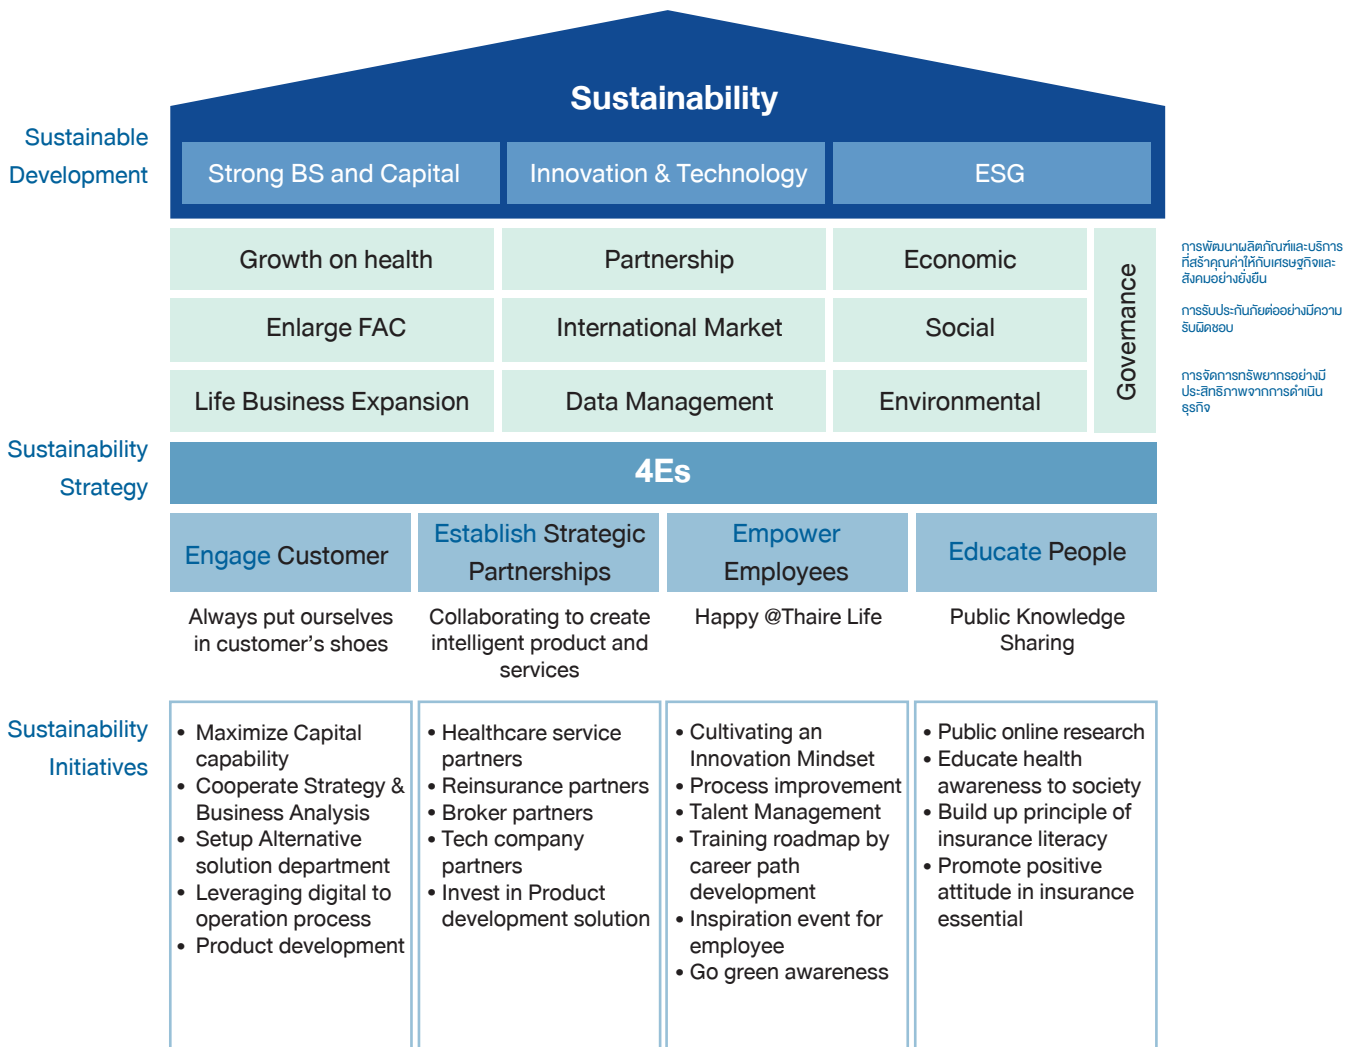 Sustainability
Sustainable
Development
Strong BS and Capital
Innovation & Technology
ESG
Growth on health
Partnership
Economic
Enlarge FAC
International Market
Social
Life Business Expansion
Data Management
Environmental
Governance
การพัฒนาผลิตภัณฑ์และบริการ
ที่สร้าคุณค่าให้กับเศรษฐกิจและ
สังคมอย่างยั่งยืน
การรับประกันภัยต่ออย่างมีความ
รับผิดชอบ
การจัดการทรัพยากรอย่างมี
ประสิทธิภาพจากการดำเนิน
ธุรกิจ
Sustainability
Strategy
4Es
Engage Customer
Establish Strategic
Partnerships
Empower
Employees
Educate People
Always put ourselves
in customer's shoes
Collaborating to create
intelligent product and
services
Happy @Thaire Life
Public Knowledge
Sharing
Sustainability
Initiatives
• Maximize Capital
capability
• Cooperate Strategy &
Business Analysis
• Setup Alternative
solution department
• Leveraging digital to
operation process
• Product development
• Healthcare service
partners
• Reinsurance partners
• Broker partners
• Tech company
partners
• Invest in Product
development solution
• Cultivating an
Innovation Mindset
• Process improvement
• Talent Management
• Training roadmap by
career path
development
• Inspiration event for
employee
• Go green awareness
• Public online research
• Educate health
awareness to society
• Build up principle of
insurance literacy
• Promote positive
attitude in insurance
essential